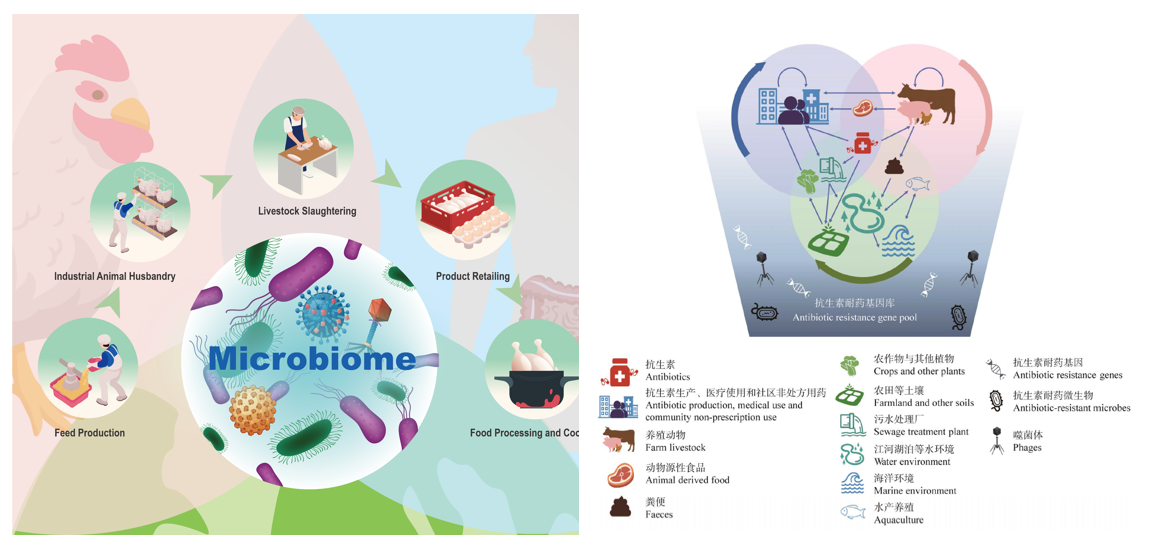 Livestock Slaughtering
Industrial Animal Husbandry
Product Retailing
Microbiome
Feed Production
Food Processing and Coo
抗生素耐药基因库
Antibiotic resistance gene pool
抗生素
Antibiotics
抗生素生产、医疗使用和社区非处方用药
Antibiotic production, medical use and
community non-prescription use
养殖动物
Farm livestock
动物源性食品
Animal derived food
粪便
Faeces
农作物与其他植物
Crops and other plants
农田等土壤
Farmland and other soils
污水处理厂
Sewage treatment plant
江河湖泊等水环境
Water environment
海洋环境
Marine environment
水产养殖
Aquaculture
抗生素耐药基因
Antibiotic resistance genes
抗生素耐药微生物
Antibiotic-resistant microbes
噬菌体
Phages